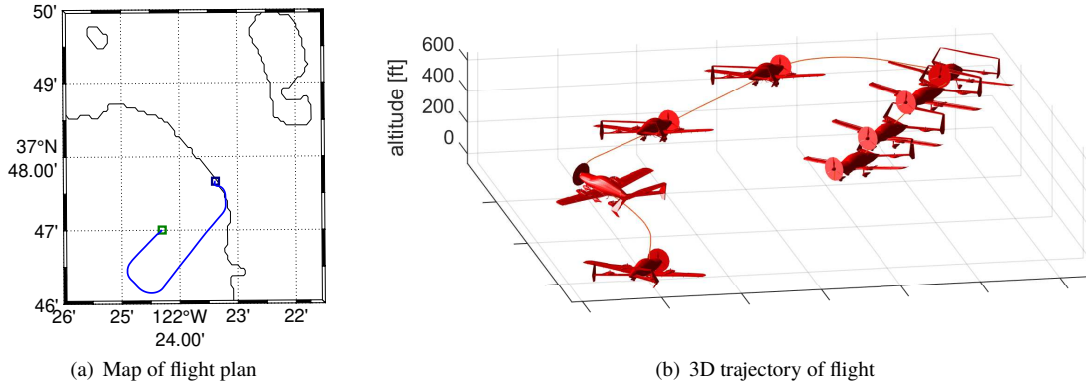 50'
49'
37°N
48.00'
47'
46'
26' 25' 122°W 23' 22'
24.00'
(a) Map of flight plan
altitude [ft]
600
400
200
0
(b) 3D trajectory of flight